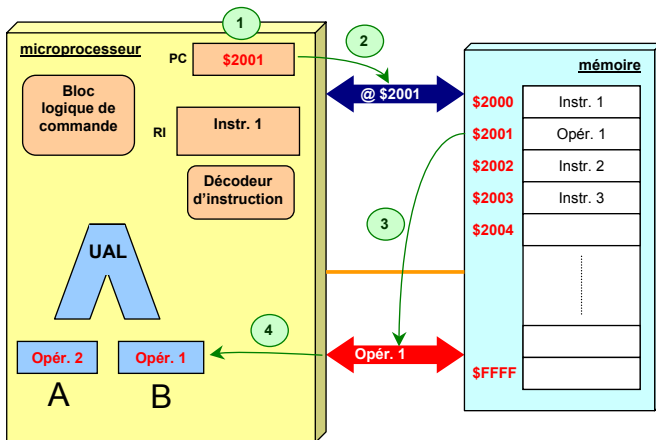 1
2
microprocesseur
PC
$2001
mémoire
Bloc
logique de
commande
@ $2001
$2000
Instr. 1
RI
Instr. 1
$2001
Opér. 1
$2002
Instr. 2
Décodeur
d'instruction
$2003
Instr. 3
3
$2004
UAL
4
Opér. 2
Opér. 1
Opér. 1
$FFFF
A
B